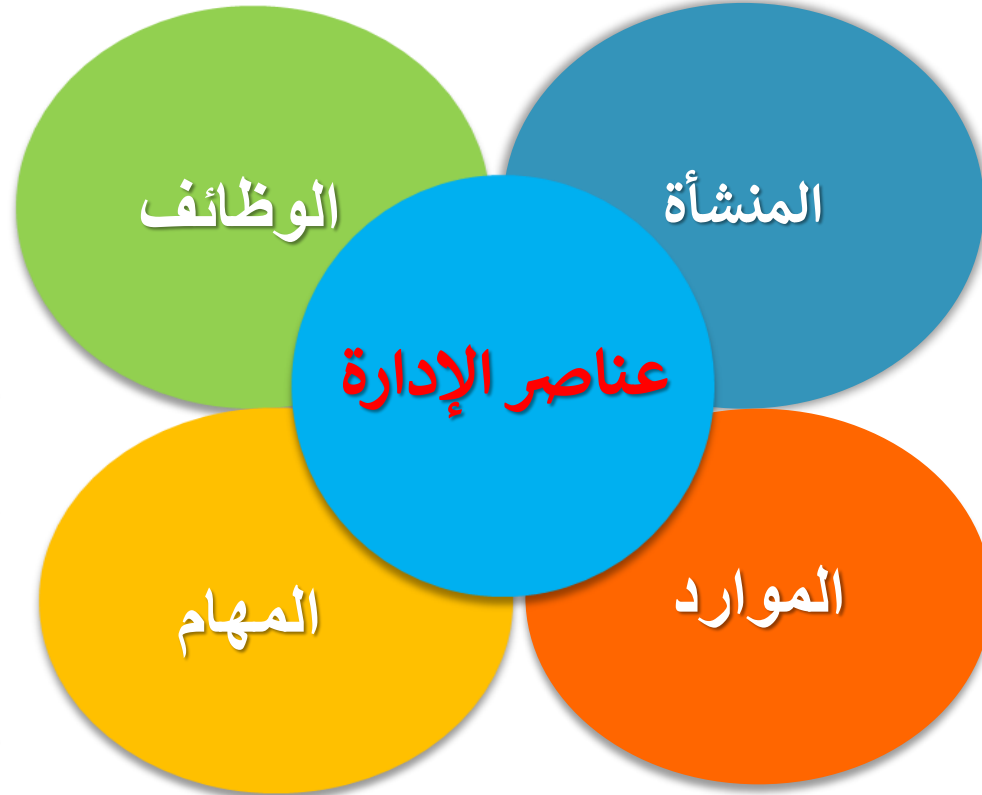 المنشأة
الوظائف
عناصر الإدارة
الموارد
المهام